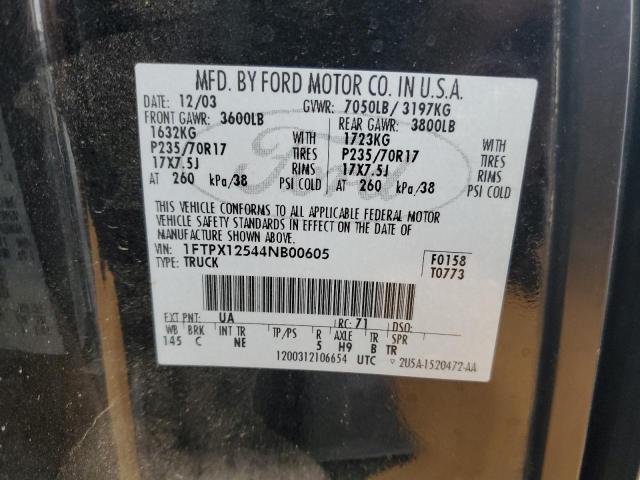 MFD. BY FORD MOTOR CO. IN U.S.A.
DATE: 12/03 GVWR: 7050LB/ 3197KG
FRONT GAWR: 3600LB REAR GAWR: 3800LB
1632KG WITH 1723KG WITH
P235/70R17 TIRES P235/70R17 TIRES
17X7.5J RIMS 17X7.5J RIMS
AT 260 kPa/38 PSI COLD AT 260 kPa/38 PSI COLD
THIS VEHICLE CONFORMS TO ALL APPLICABLE FEDERAL MOTOR
VEHICLE SAFETY STANDARDS IN EFFECT ON THE DATE OF
MANUFACTURE SHOWN ABOVE.
VIN: 1FTPX12544NB00605 F0158
TYPE: TRUCK T0773
Ford
EXT PNT: UA RC: 71 DSO:
WB BRK INT TR TP/PS R AXLE TR SPR
145 C NE 5 H9 B TR
1200312106654 UTC 2U5A-1520472-AA